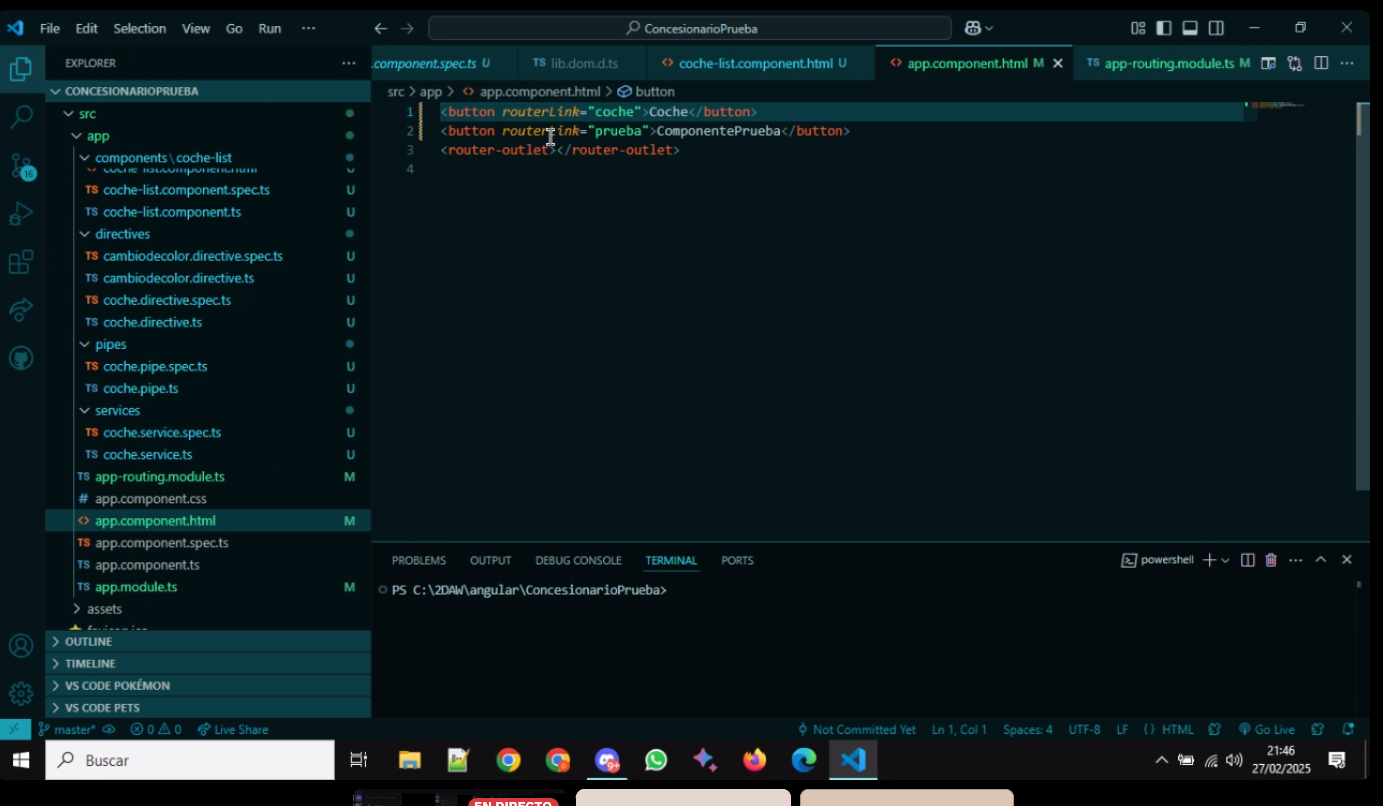 File Edit Selection View Go Run ···
ConcesionarioPrueba
EXPLORER
component.spec.ts U
TS lib.dom.d.ts
coche-list.component.html U
app.component.html M
TS app-routing.module.ts M
CONCESIONARIOPRUEBA
src
app
components\coche-list
coche-list.component.html U
TS coche-list.component.spec.ts U
TS coche-list.component.ts U
directives
TS cambiodecolor.directive.spec.ts U
TS cambiodecolor.directive.ts U
TS coche.directive.spec.ts U
TS coche.directive.ts U
pipes
TS coche.pipe.spec.ts U
TS coche.pipe.ts U
services
TS coche.service.spec.ts U
TS coche.service.ts U
TS app-routing.module.ts M
# app.component.css
app.component.html M
TS app.component.spec.ts
TS app.component.ts
TS app.module.ts M
assets
OUTLINE
TIMELINE
VS CODE POKÉMON
VS CODE PETS
src > app > app.component.html > button
1 <button routerLink="coche">Coche</button>
2 <button routerLink="prueba">ComponentePrueba</button>
3 <router-outlet></router-outlet>
4
PROBLEMS OUTPUT DEBUG CONSOLE TERMINAL PORTS
powershell
PS C:\2DAW\angular\ConcesionarioPrueba>
16
master* 0 0 Live Share
Not Committed Yet Ln 1, Col 1 Spaces: 4 UTF-8 LF {} HTML Go Live
Buscar
21:46
27/02/2025
EN DIRECTO